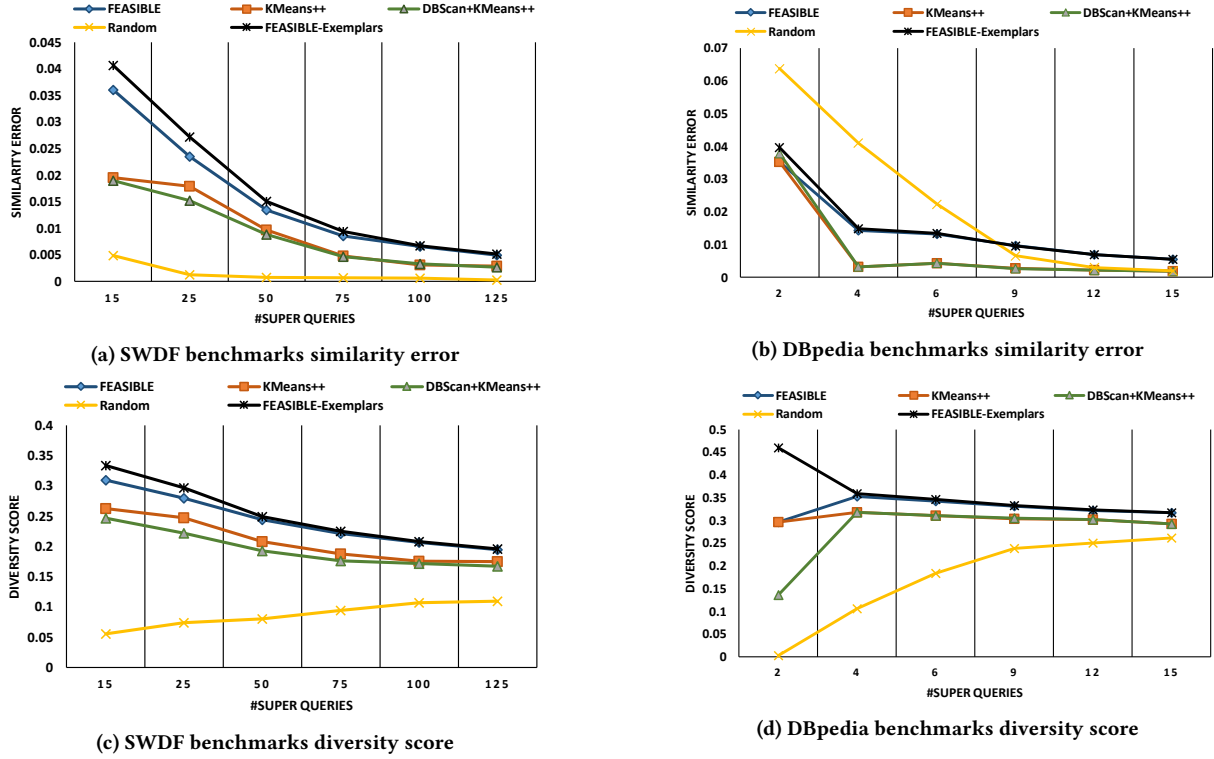 FEASIBLE KMeans++ DBScan+KMeans++
Random FEASIBLE-Exemplars
0.045
0.04
0.035
0.03
0.025
0.02
0.015
0.01
0.005
0
SIMILARITY ERROR
15 25 50 75 100 125
#SUPER QUERIES
(a) SWDF benchmarks similarity error
FEASIBLE KMeans++ DBScan+KMeans++
Random FEASIBLE-Exemplars
0.07
0.06
0.05
0.04
0.03
0.02
0.01
0
SIMILARITY ERROR
2 4 6 9 12 15
#SUPER QUERIES
(b) DBpedia benchmarks similarity error
FEASIBLE KMeans++ DBScan+KMeans++
Random FEASIBLE-Exemplars
0.4
0.35
0.3
0.25
0.2
0.15
0.1
0.05
0
DIVERSITY SCORE
15 25 50 75 100 125
#SUPER QUERIES
(c) SWDF benchmarks diversity score
FEASIBLE KMeans++ DBScan+KMeans++
Random FEASIBLE-Exemplars
0.5
0.45
0.4
0.35
0.3
0.25
0.2
0.15
0.1
0.05
0
DIVERSITY SCORE
2 4 6 9 12 15
#SUPER QUERIES
(d) DBpedia benchmarks diversity score